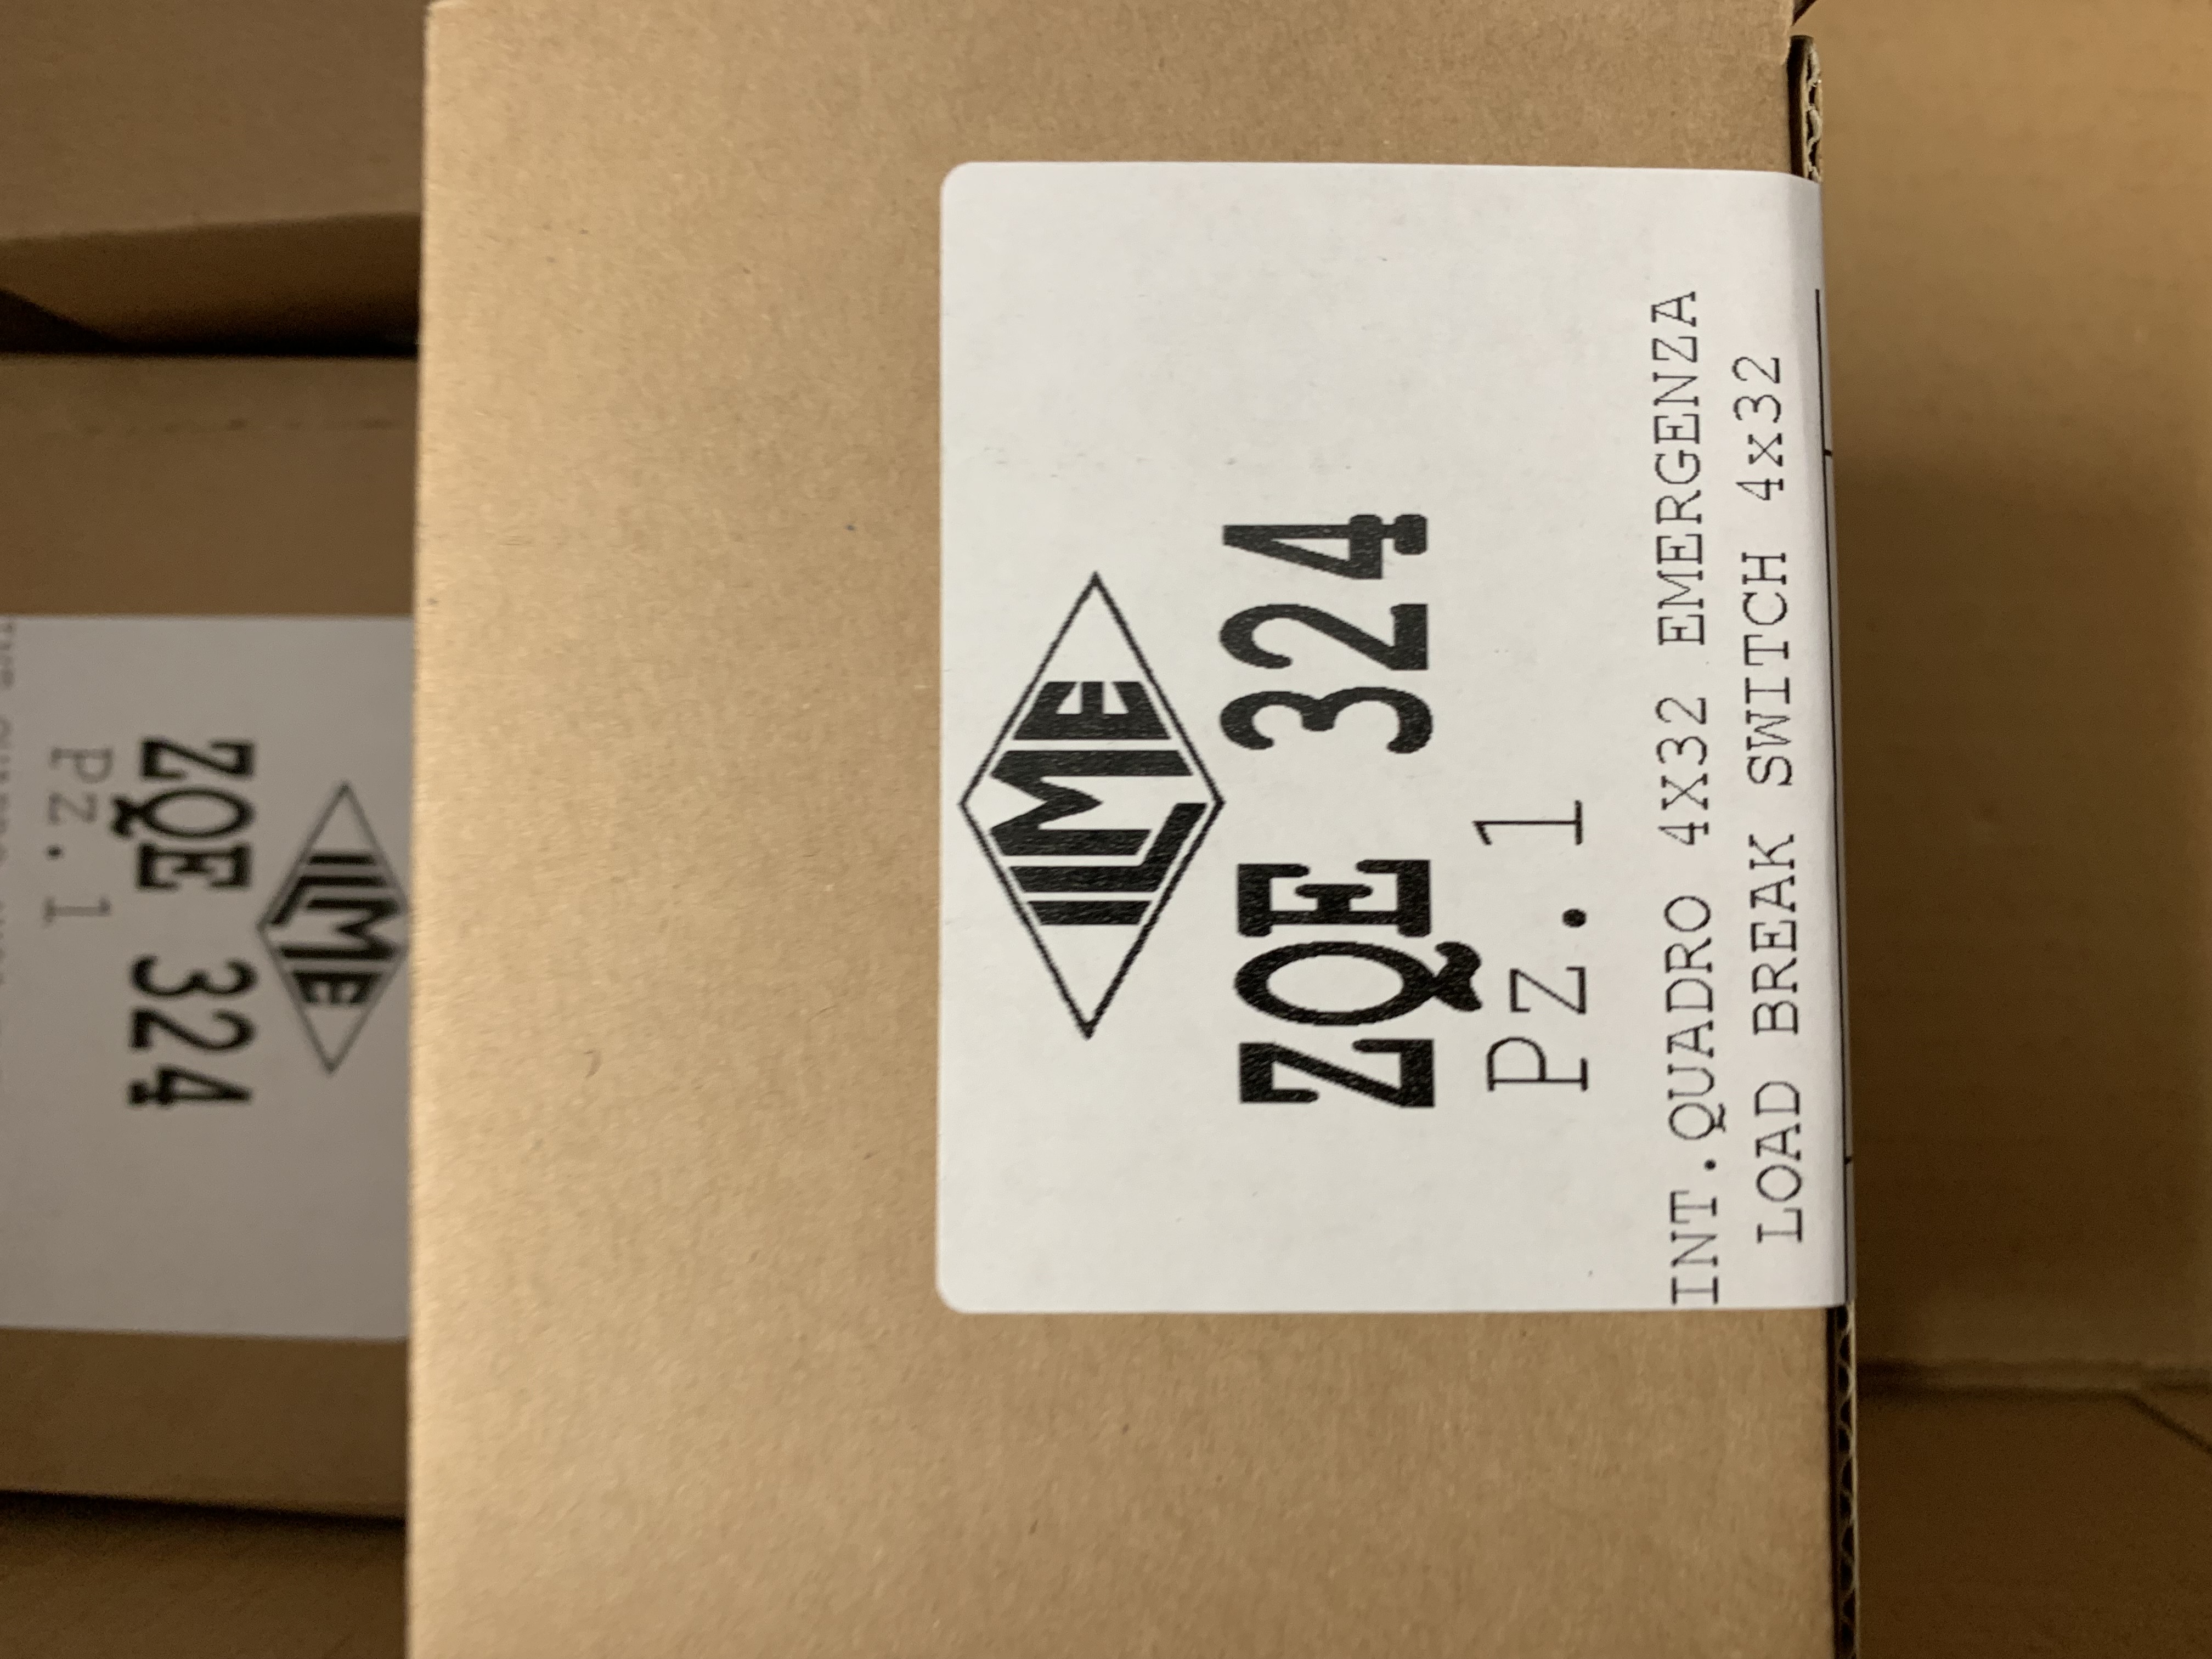 ILME
ZQE 324
Pz. 1
INT.QUADRO 4X32 EMERGENZA
LOAD BREAK SWITCH 4x32
ILME
ZQE 324
Pz. 1